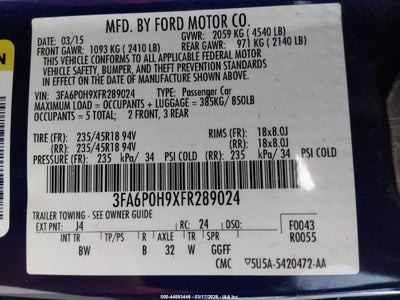 MFD. BY FORD MOTOR CO.
03/15 GVWR: 2059 KG ( 4540 LB)
FRONT GAWR: 1093 KG ( 2410 LB) REAR GAWR: 971 KG ( 2140 LB)
THIS VEHICLE CONFORMS TO ALL APPLICABLE FEDERAL MOTOR
VEHICLE SAFETY, BUMPER, AND THEFT PREVENTION STANDARDS IN
EFFECT ON THE DATE OF MANUFACTURE SHOWN ABOVE.
VIN: 3FA6P0H9XFR289024 TYPE: Passenger Car
MAXIMUM LOAD = OCCUPANTS + LUGGAGE = 385KG / 850LB
OCCUPANTS = 5 TOTAL; 2 FRONT, 3 REAR
TIRE (FF): 235/45R18 94V RIMS (FF): 18x8.0J
(RR): 235/45R18 94V (RR): 18x8.0J
PRESSURE (FF): 235 kPa/ 34 PSI COLD (RR): 235 kPa/ 34 PSI COLD
3FA6P0H9XFR289024
TRAILER TOWING - SEE OWNER GUIDE
EXT PNT: J4 RC: 24 DSO: F0043
R0055
INT TR TP/PS R AXLE TR SPR
BW B 32 W GGFF
CMC 5U5A-5420472-AA
000-44593446 - 03/17/2026 - IAAI.COM